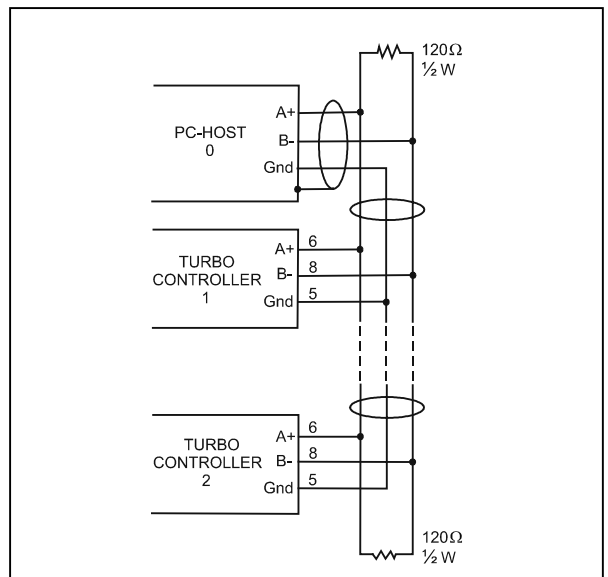 120Ω
½ W
PC-HOST
0
A+
B-
Gnd
TURBO
CONTROLLER
1
A+
6
B-
8
Gnd
5
TURBO
CONTROLLER
2
A+
6
B-
8
Gnd
5
120Ω
½ W